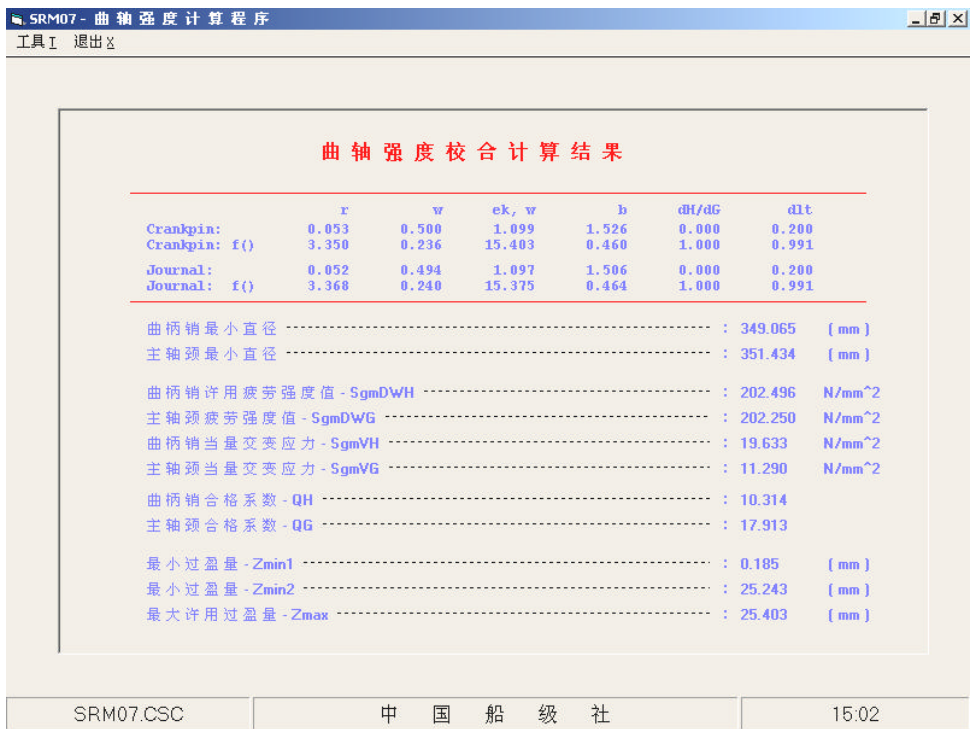 SRM07 - 曲 轴 强 度 计 算 程 序
工具 I 退出 X
曲 轴 强 度 校 合 计 算 结 果
r w ek, w b dH/dG dlt
Crankpin: 0.053 0.500 1.099 1.526 0.000 0.200
Crankpin: f() 3.350 0.236 15.403 0.460 1.000 0.991
Journal: 0.052 0.494 1.097 1.506 0.000 0.200
Journal: f() 3.368 0.240 15.375 0.464 1.000 0.991
曲 柄 销 最 小 直 径 ---------------------------------------- : 349.065 ( mm )
主 轴 颈 最 小 直 径 ---------------------------------------- : 351.434 ( mm )
曲 柄 销 许 用 疲 劳 强 度 值 - SgmDWH ---------------------------------------- : 202.496 N/mm^2
主 轴 颈 疲 劳 强 度 值 - SgmDWG ---------------------------------------- : 202.250 N/mm^2
曲 柄 销 当 量 交 变 应 力 - SgmVH ---------------------------------------- : 19.633 N/mm^2
主 轴 颈 当 量 交 变 应 力 - SgmVG ---------------------------------------- : 11.290 N/mm^2
曲 柄 销 合 格 系 数 - QH ---------------------------------------- : 10.314
主 轴 颈 合 格 系 数 - QG ---------------------------------------- : 17.913
最 小 过 盈 量 - Zmin1 ---------------------------------------- : 0.185 ( mm )
最 小 过 盈 量 - Zmin2 ---------------------------------------- : 25.243 ( mm )
最 大 许 用 过 盈 量 - Zmax ---------------------------------------- : 25.403 ( mm )
SRM07.CSC 中 国 船 级 社 15:02